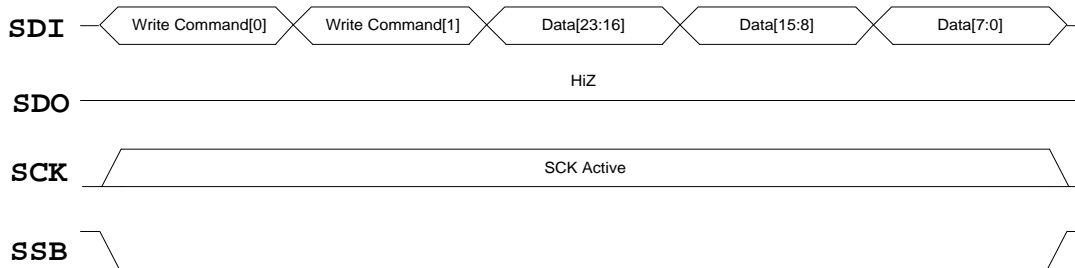 SDI Write Command[0] Write Command[1] Data[23:16] Data[15:8] Data[7:0]
SDO HiZ
SCK SCK Active
SSB